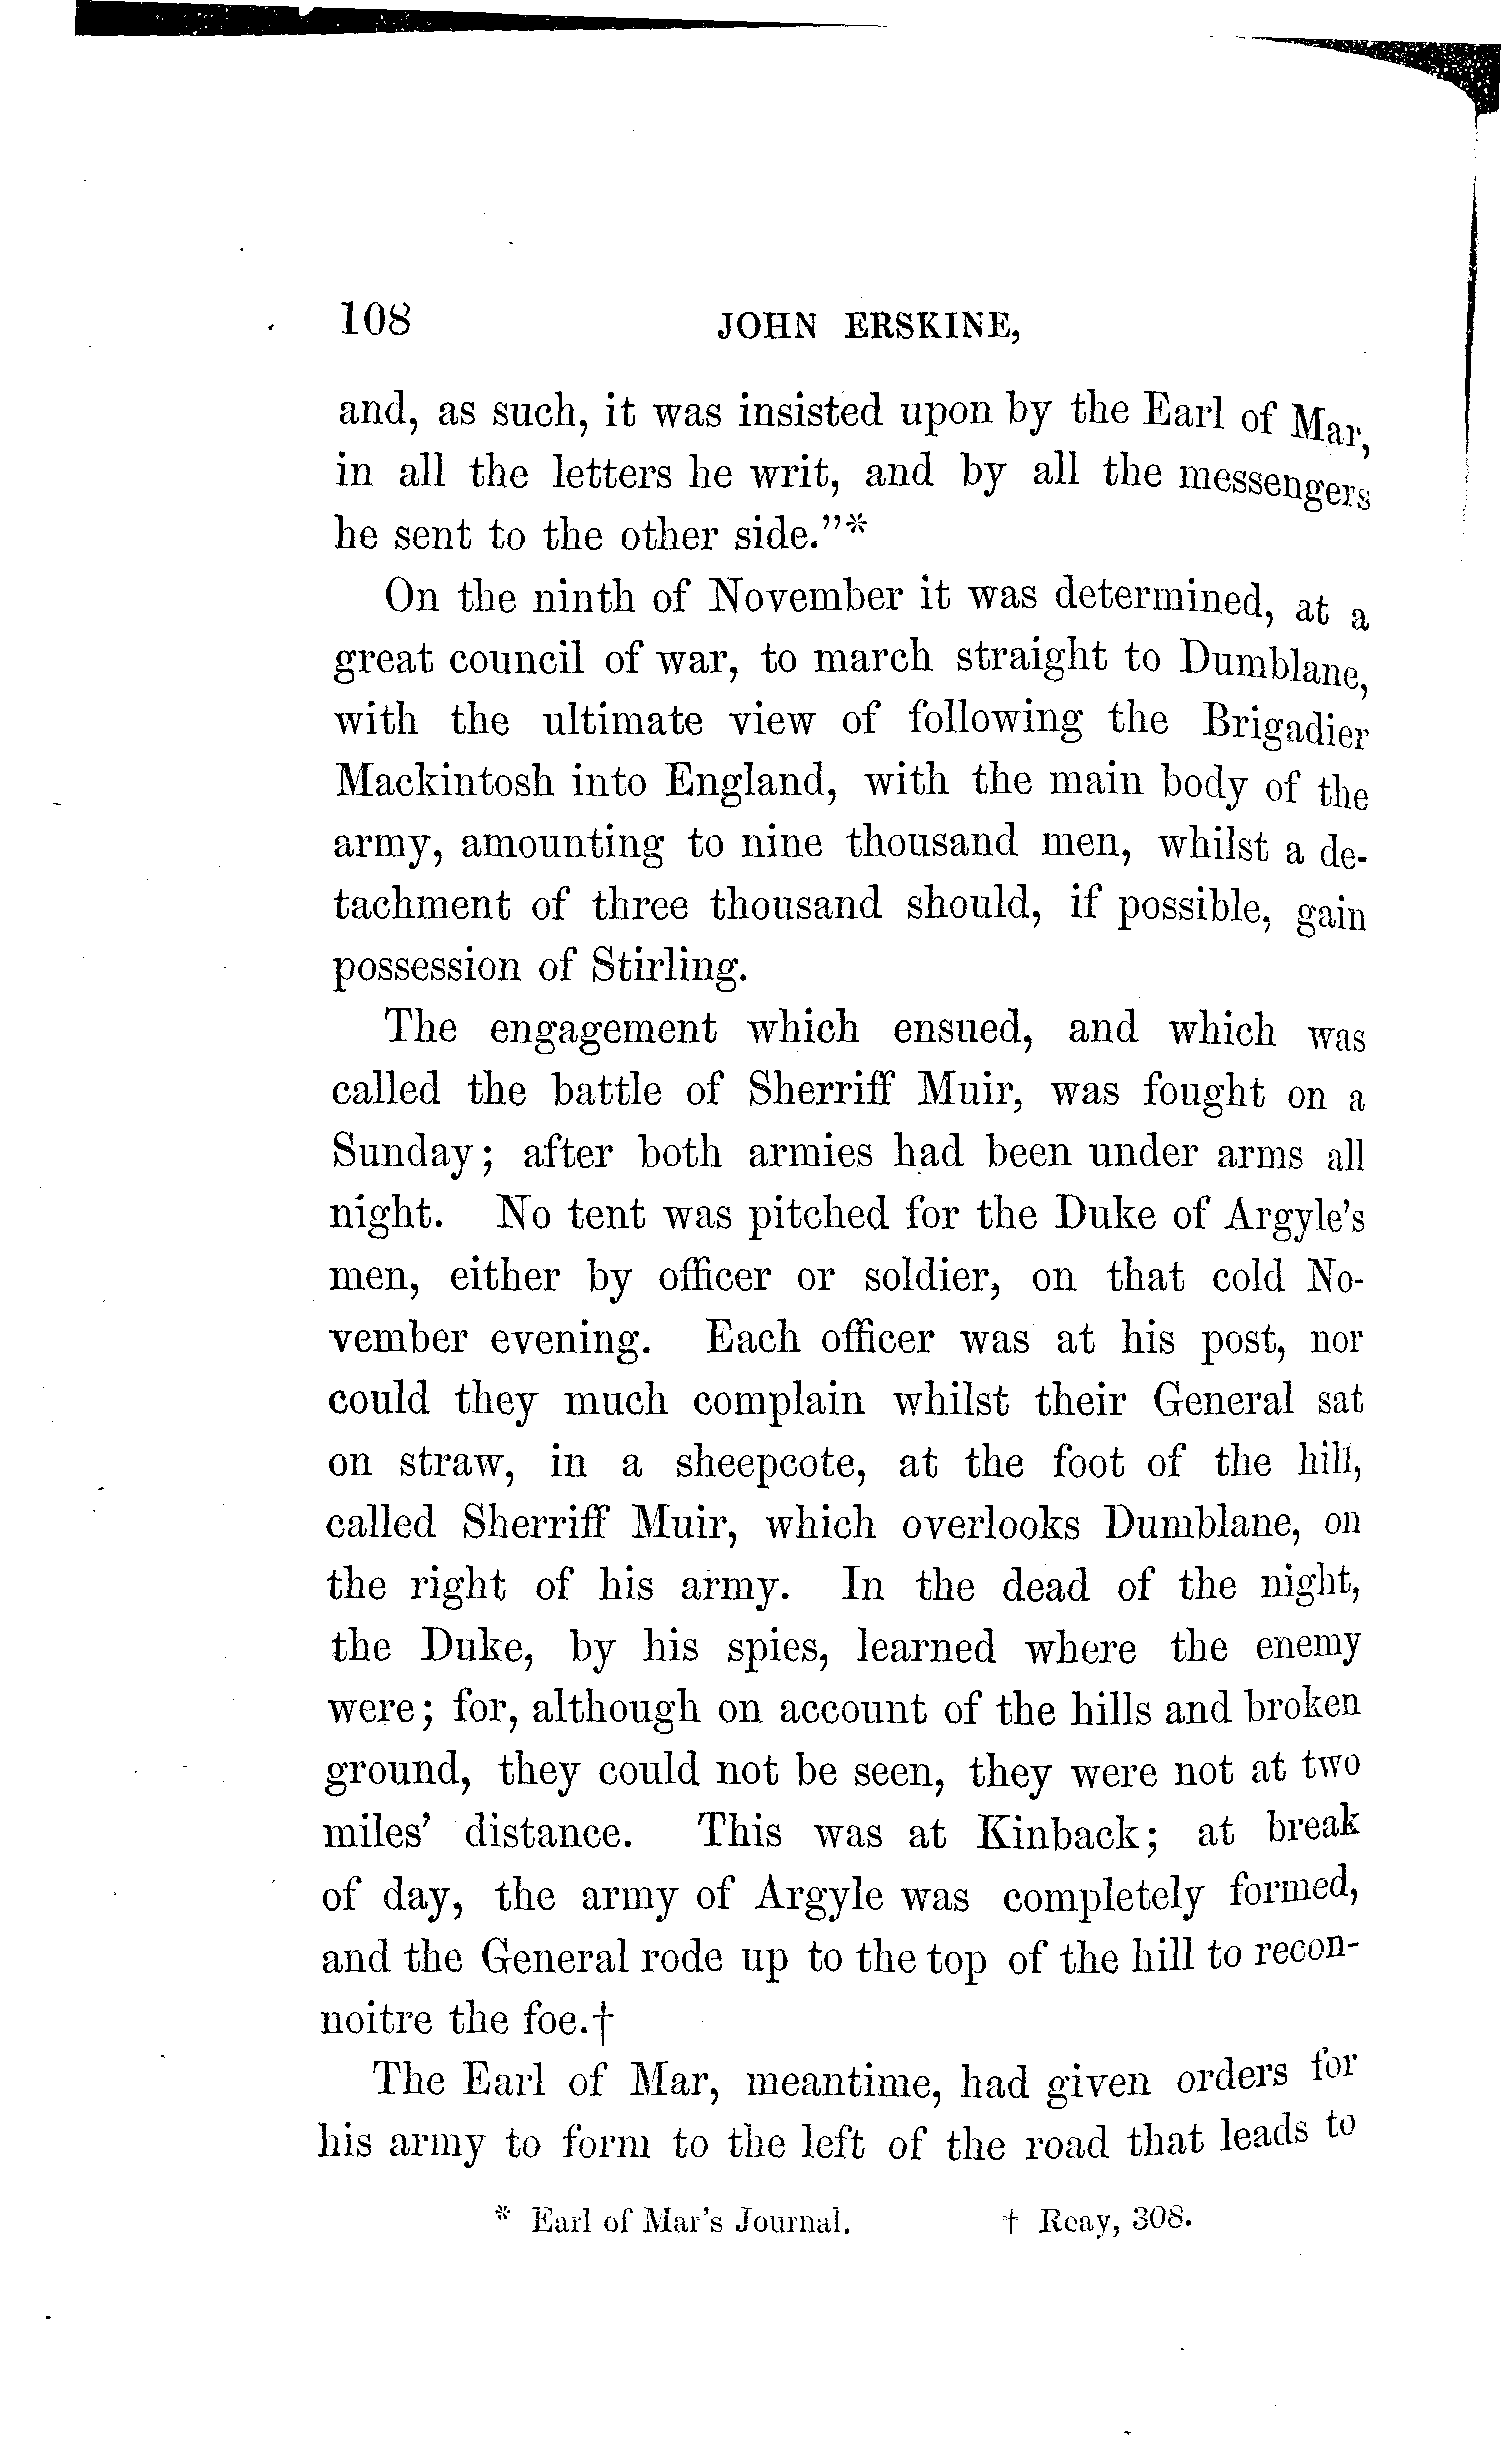 108 JOHN ERSKINE,
and, as such, it was insisted upon by the Earl of Mar,
in all the letters he writ, and by all the messengers
he sent to the other side."*
On the ninth of November it was determined, at a
great council of war, to march straight to Dumblane,
with the ultimate view of following the Brigadier
Mackintosh into England, with the main body of the
army, amounting to nine thousand men, whilst a de-
tachment of three thousand should, if possible, gain
possession of Stirling.
The engagement which ensued, and which was
called the battle of Sherriff Muir, was fought on a
Sunday; after both armies had been under arms all
night. No tent was pitched for the Duke of Argyle's
men, either by officer or soldier, on that cold No-
vember evening. Each officer was at his post, nor
could they much complain whilst their General sat
on straw, in a sheepcote, at the foot of the hill,
called Sherriff Muir, which overlooks Dumblane, on
the right of his army. In the dead of the night,
the Duke, by his spies, learned where the enemy
were; for, although on account of the hills and broken
ground, they could not be seen, they were not at two
miles' distance. This was at Kinback; at break
of day, the army of Argyle was completely formed,
and the General rode up to the top of the hill to recon-
noitre the foe.†
The Earl of Mar, meantime, had given orders for
his army to form to the left of the road that leads to
* Earl of Mar's Journal. † Reay, 308.